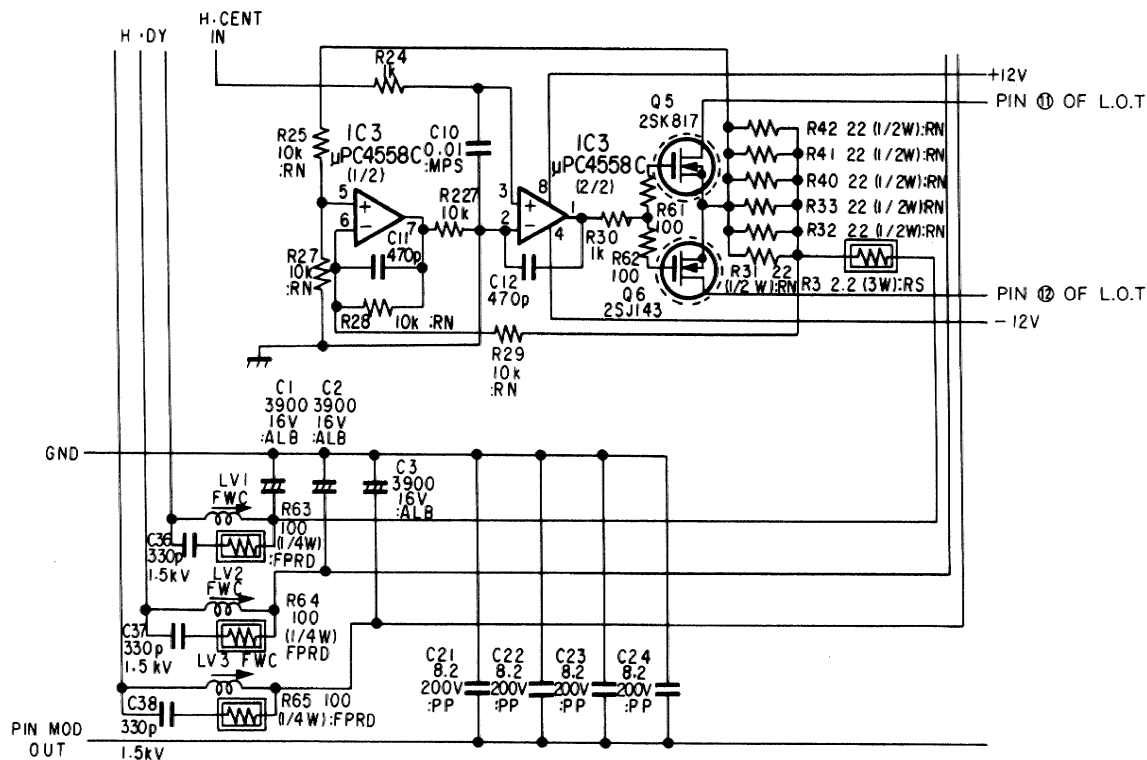 H.CENT
IN
H.DY
R24
1k
+12V
PIN ⑪ OF L.O.T
Q5
2SK817
R42 22 (1/2W):RN
R41 22 (1/2W):RN
R40 22 (1/2W):RN
R33 22 (1/2W):RN
R32 22 (1/2W):RN
R25
10k
:RN
IC3
μPC4558C
(1/2)
C10
0.01
:MPS
IC3
μPC4558C
(2/2)
5
+
6
-
7
3
+
2
-
8
1
4
R227
10k
R30
1k
R61
100
R62
100
R31 22
(1/2W):RN
R3 2.2 (3W):RS
R27
10k
:RN
C11
470p
C12
470p
Q6
2SJ143
PIN ⑫ OF L.O.T
-12V
R28 10k :RN
R29
10k
:RN
C1
3900
16V
:ALB
C2
3900
16V
:ALB
GND
C3
3900
16V
:ALB
LV1
FWC
R63
100
(1/4W)
:FPRD
C36
330p
1.5kV
LV2
FWC
R64
100
(1/4W)
FPRD
C37
330p
1.5kV
LV3 FWC
R65 100
(1/4W):FPRD
C38
330p
1.5kV
C21
8.2
200V
:PP
C22
8.2
200V
:PP
C23
8.2
200V
:PP
C24
8.2
200V
:PP
PIN MOD
OUT